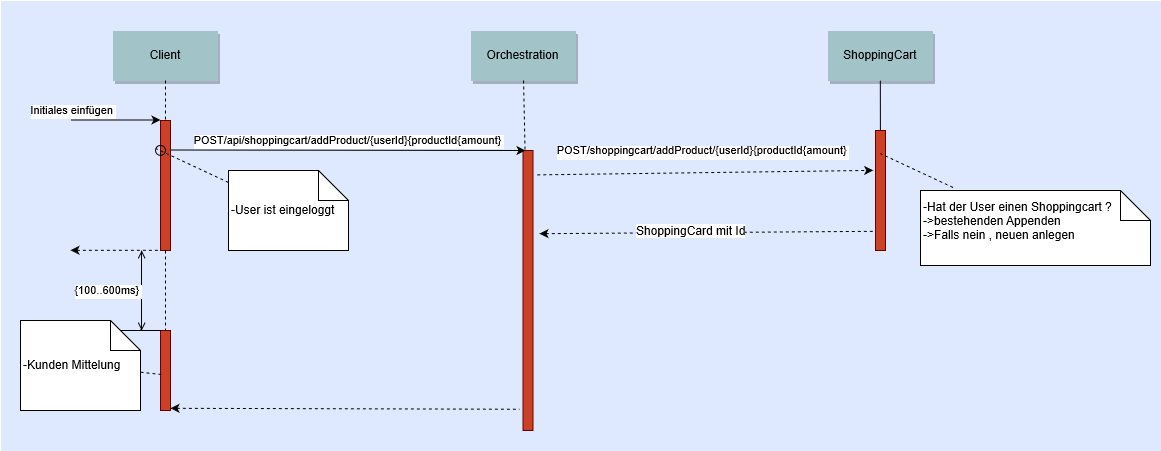 Client
Orchestration
ShoppingCart
Initiales einfügen
POST/api/shoppingcart/addProduct/{userId}{productId{amount}
POST/shoppingcart/addProduct/{userId}{productId{amount}
-User ist eingeloggt
-Hat der User einen Shoppingcart ?
->bestehenden Appenden
->Falls nein , neuen anlegen
ShoppingCard mit Id
{100..600ms}
-Kunden Mittelung